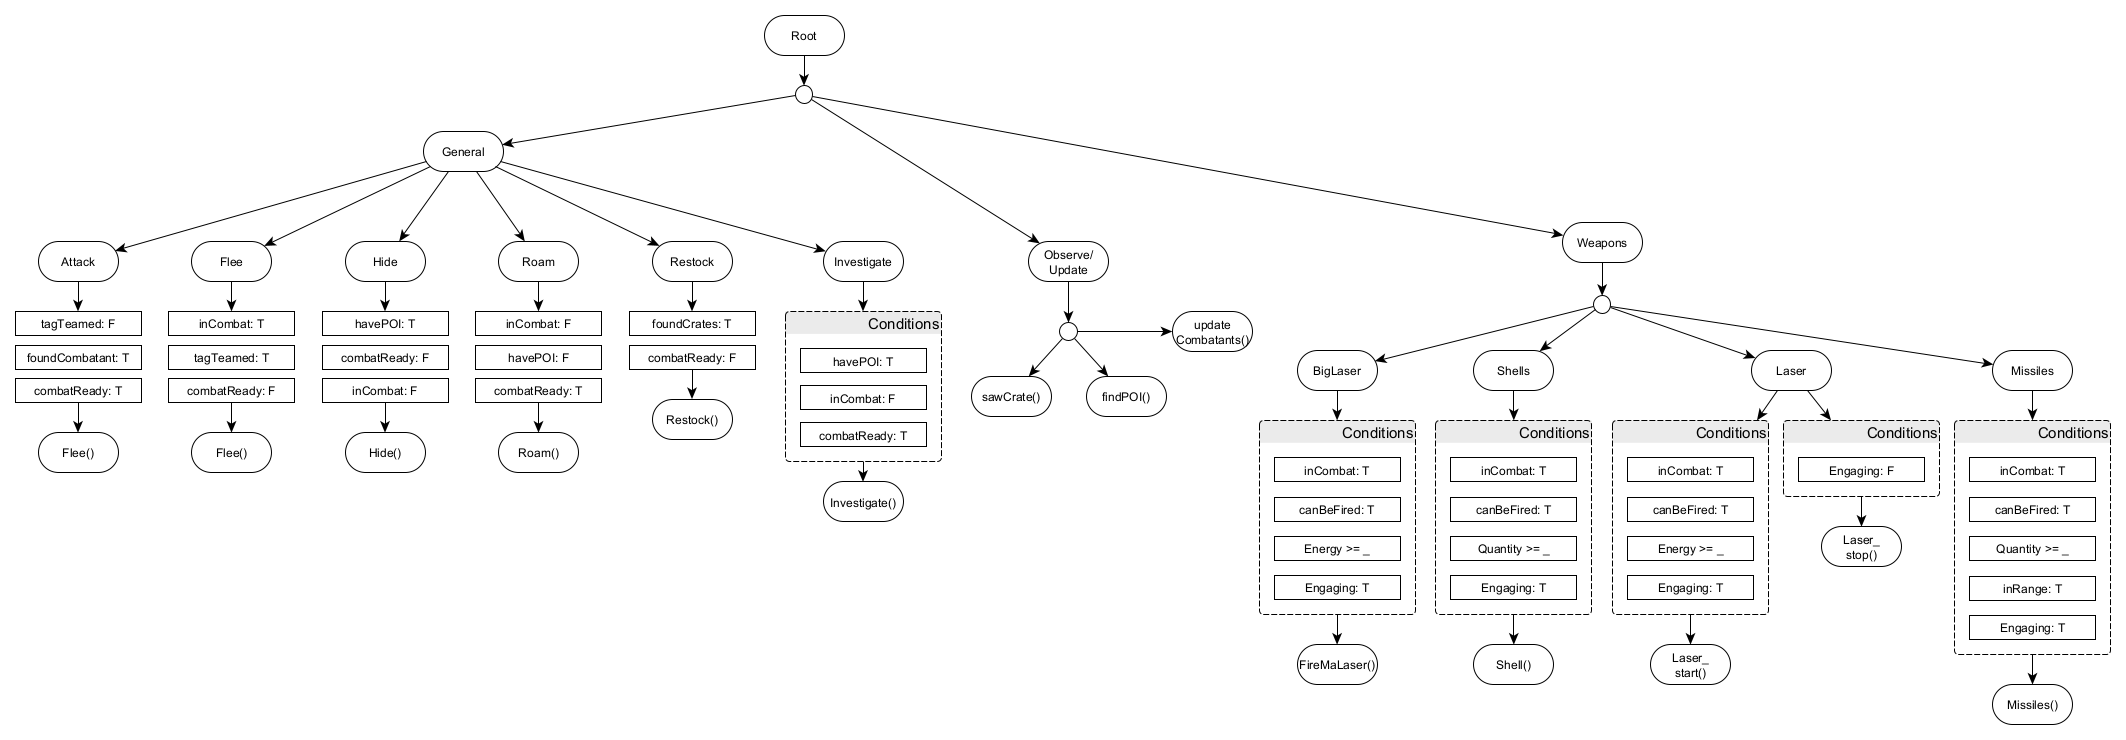 Root
General
Attack
tagTeamed: F
foundCombatant: T
combatReady: T
Flee()
Flee
inCombat: T
tagTeamed: T
combatReady: F
Flee()
Hide
havePOI: T
combatReady: F
inCombat: F
Hide()
Roam
inCombat: F
havePOI: F
combatReady: T
Roam()
Restock
foundCrates: T
combatReady: F
Restock()
Investigate
Conditions
havePOI: T
inCombat: F
combatReady: T
Investigate()
Observe/
Update
sawCrate()
findPOI()
update
Combatants()
Weapons
BigLaser
Conditions
inCombat: T
canBeFired: T
Energy >= _
Engaging: T
FireMaLaser()
Shells
Conditions
inCombat: T
canBeFired: T
Quantity >= _
Engaging: T
Shell()
Laser
Conditions
inCombat: T
canBeFired: T
Energy >= _
Engaging: T
Laser_
start()
Conditions
Engaging: F
Laser_
stop()
Missiles
Conditions
inCombat: T
canBeFired: T
Quantity >= _
inRange: T
Engaging: T
Missiles()